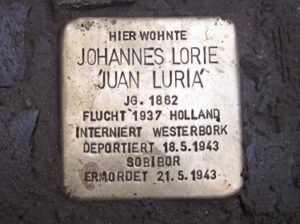 HIER WOHNTE
JOHANNES LORIE
'JUAN LURIA'
JG. 1862
FLUCHT 1937 HOLLAND
INTERNIERT WESTERBORK
DEPORTIERT 18.5.1943
SOBIBOR
ERMORDET 21.5.1943